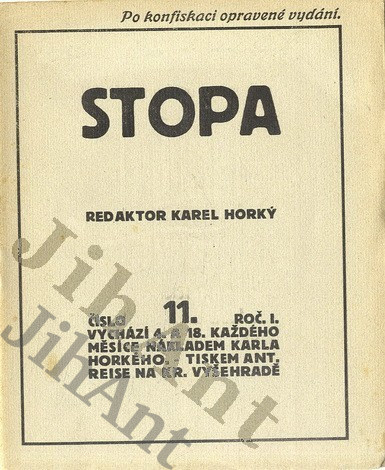 Po konfiskaci opravené vydání.
STOPA
REDAKTOR KAREL HORKÝ
ČÍSLO 11. ROČ. I.
VYCHÁZÍ 4. A 18. KAŽDÉHO
MĚSÍCE NÁKLADEM KARLA
HORKÉHO. - TISKEM ANT.
REISE NA KR. VYŠEHRADĚ
JihAnt
JihAnt